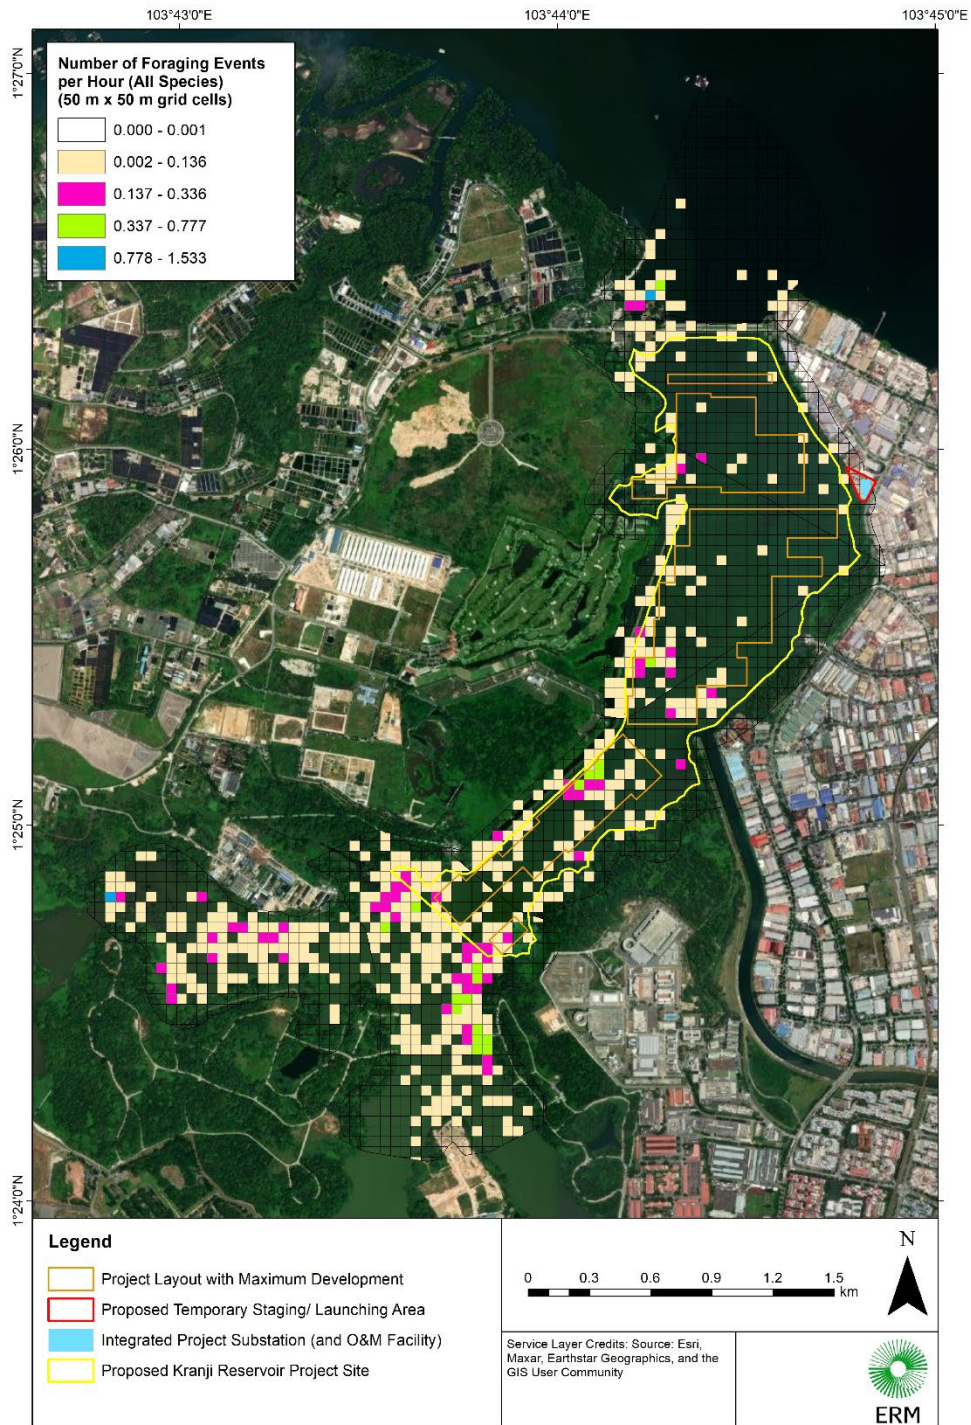 103°43'0"E 103°44'0"E 103°45'0"E
1°27'0"N
1°26'0"N
1°25'0"N
1°24'0"N
Number of Foraging Events
per Hour (All Species)
(50 m x 50 m grid cells)
0.000 - 0.001
0.002 - 0.136
0.137 - 0.336
0.337 - 0.777
0.778 - 1.533
Legend
Project Layout with Maximum Development
Proposed Temporary Staging/ Launching Area
Integrated Project Substation (and O&M Facility)
Proposed Kranji Reservoir Project Site
0 0.3 0.6 0.9 1.2 1.5
km
N
Service Layer Credits: Source: Esri,
Maxar, Earthstar Geographics, and the
GIS User Community
ERM